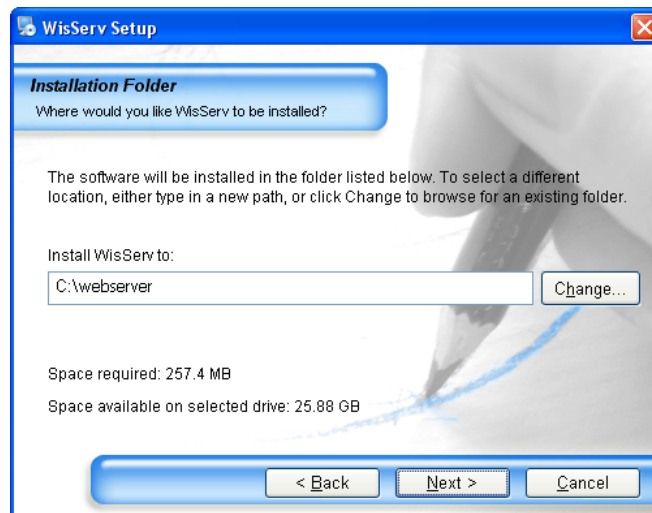 WisServ Setup
Installation Folder
Where would you like WisServ to be installed?
The software will be installed in the folder listed below. To select a different
location, either type in a new path, or click Change to browse for an existing folder.
Install WisServ to:
C:\webserver
Change...
Space required: 257.4 MB
Space available on selected drive: 25.88 GB
< Back
Next >
Cancel